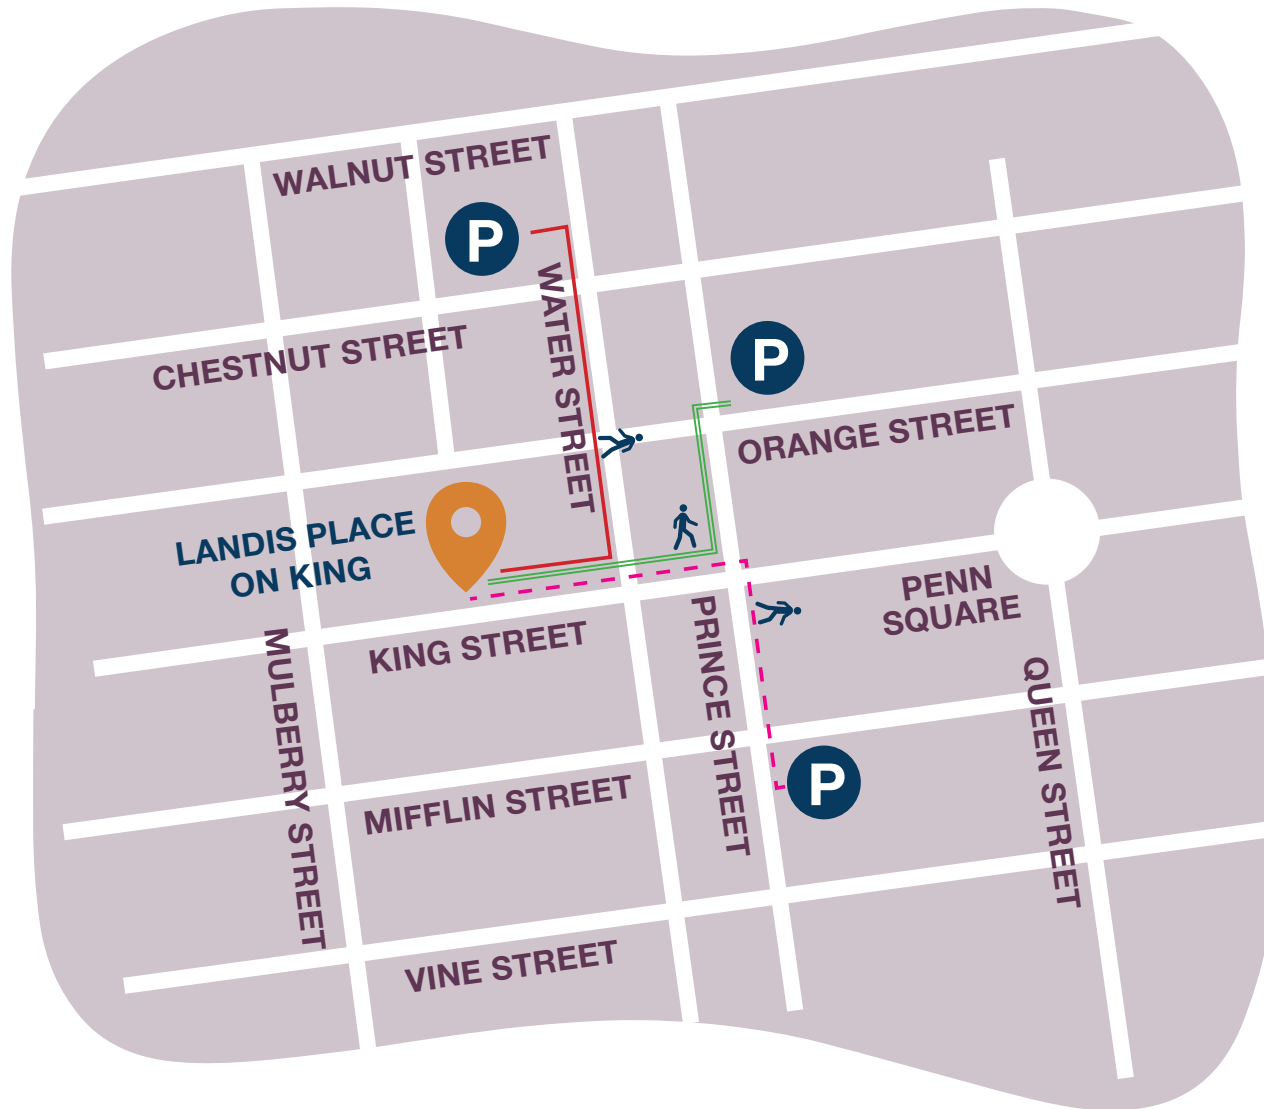 WALNUT STREET
P
WATER STREET
CHESTNUT STREET
P
ORANGE STREET
LANDIS PLACE
ON KING
PENN
SQUARE
KING STREET
PRINCE STREET
MULBERRY STREET
QUEEN STREET
P
MIFFLIN STREET
VINE STREET